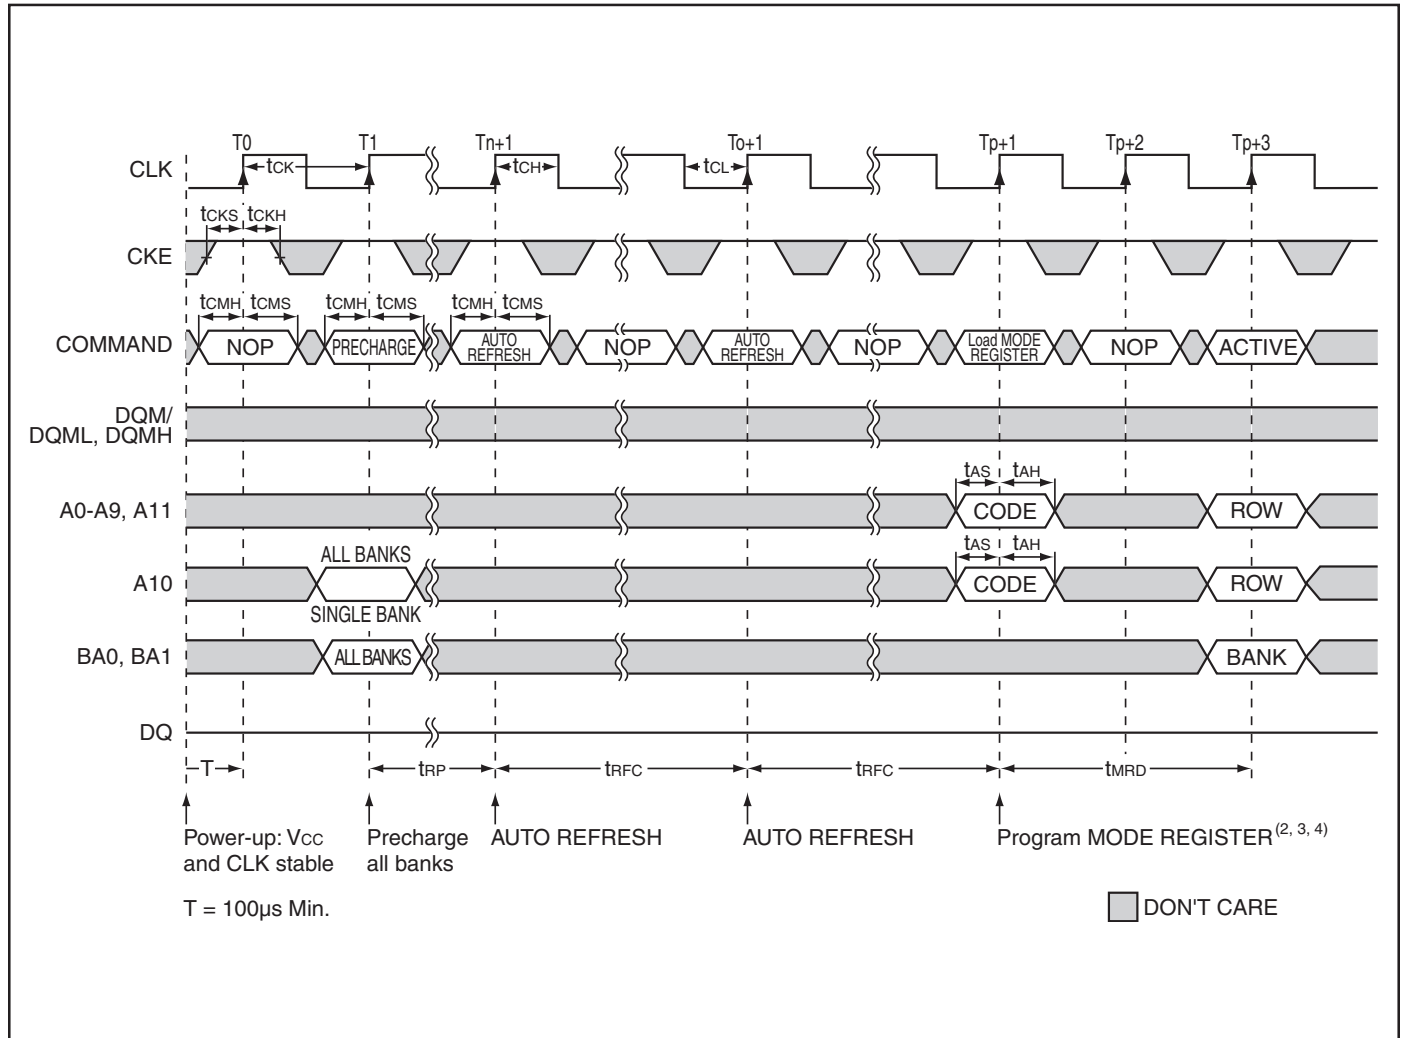 T0 T1 Tn+1 To+1 Tp+1 Tp+2 Tp+3
CLK tCK tCH tCL
tCKS tCKH
CKE
tCMH tCMS tCMH tCMS tCMH tCMS
COMMAND NOP PRECHARGE AUTO REFRESH NOP AUTO REFRESH NOP Load MODE REGISTER NOP ACTIVE
DQM/
DQML, DQMH
tAS tAH
A0-A9, A11 CODE ROW
ALL BANKS tAS tAH
A10 CODE ROW
SINGLE BANK
BA0, BA1 ALL BANKS BANK
DQ
T tRP tRFC tRFC tMRD
Power-up: VCC
and CLK stable
Precharge
all banks
AUTO REFRESH
AUTO REFRESH
Program MODE REGISTER(2, 3, 4)
T = 100µs Min.
DON'T CARE